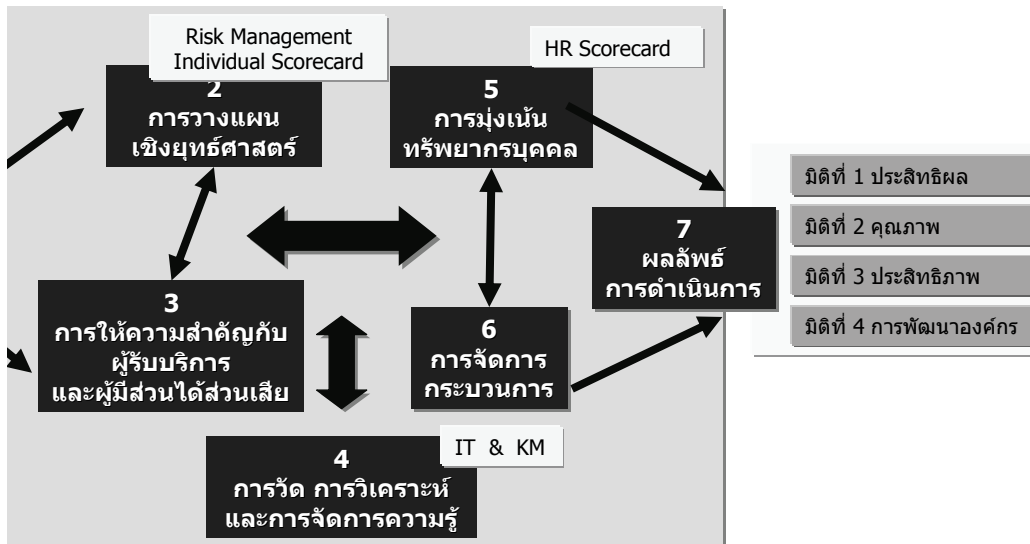 Risk Management
Individual Scorecard
2
การวางแผน
เชิงยุทธ์ศาสตร์
HR Scorecard
5
การมุ่งเน้น
ทรัพยากรบุคคล
3
การให้ความสำคัญกับ
ผู้รับบริการ
และผู้มีส่วนได้ส่วนเสีย
6
การจัดการ
กระบวนการ
7
ผลลัพธ์
การดำเนินการ
มิติที่ 1 ประสิทธิผล
มิติที่ 2 คุณภาพ
มิติที่ 3 ประสิทธิภาพ
มิติที่ 4 การพัฒนาองค์กร
IT & KM
4
การวัด การวิเคราะห์
และการจัดการความรู้